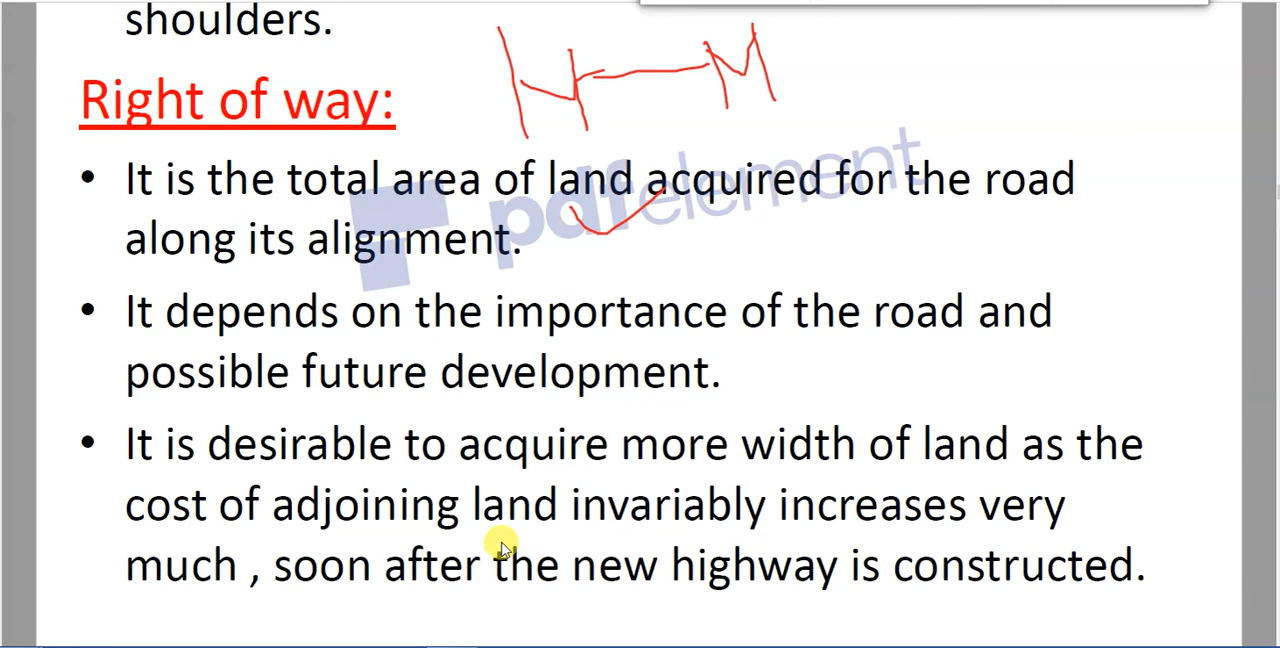 shoulders.
Right of way:
N M
• It is the total area of land acquired for the road
along its alignment.
pdfelement
• It depends on the importance of the road and
possible future development.
• It is desirable to acquire more width of land as the
cost of adjoining land invariably increases very
much , soon after the new highway is constructed.